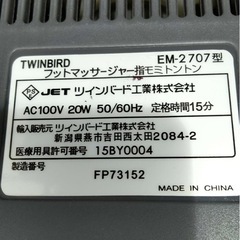 TWINBIRD EM-2707型
フットマッサージャー指モミトントン
JET ツインバード工業株式会社
AC100V 20W 50/60Hz 定格時間15分
輸入販売元 ツインバード工業株式会社
新潟県燕市吉田西太田2084-2
医療用具許可番号 15BY0004
製造番号 FP73152
MADE IN CHINA